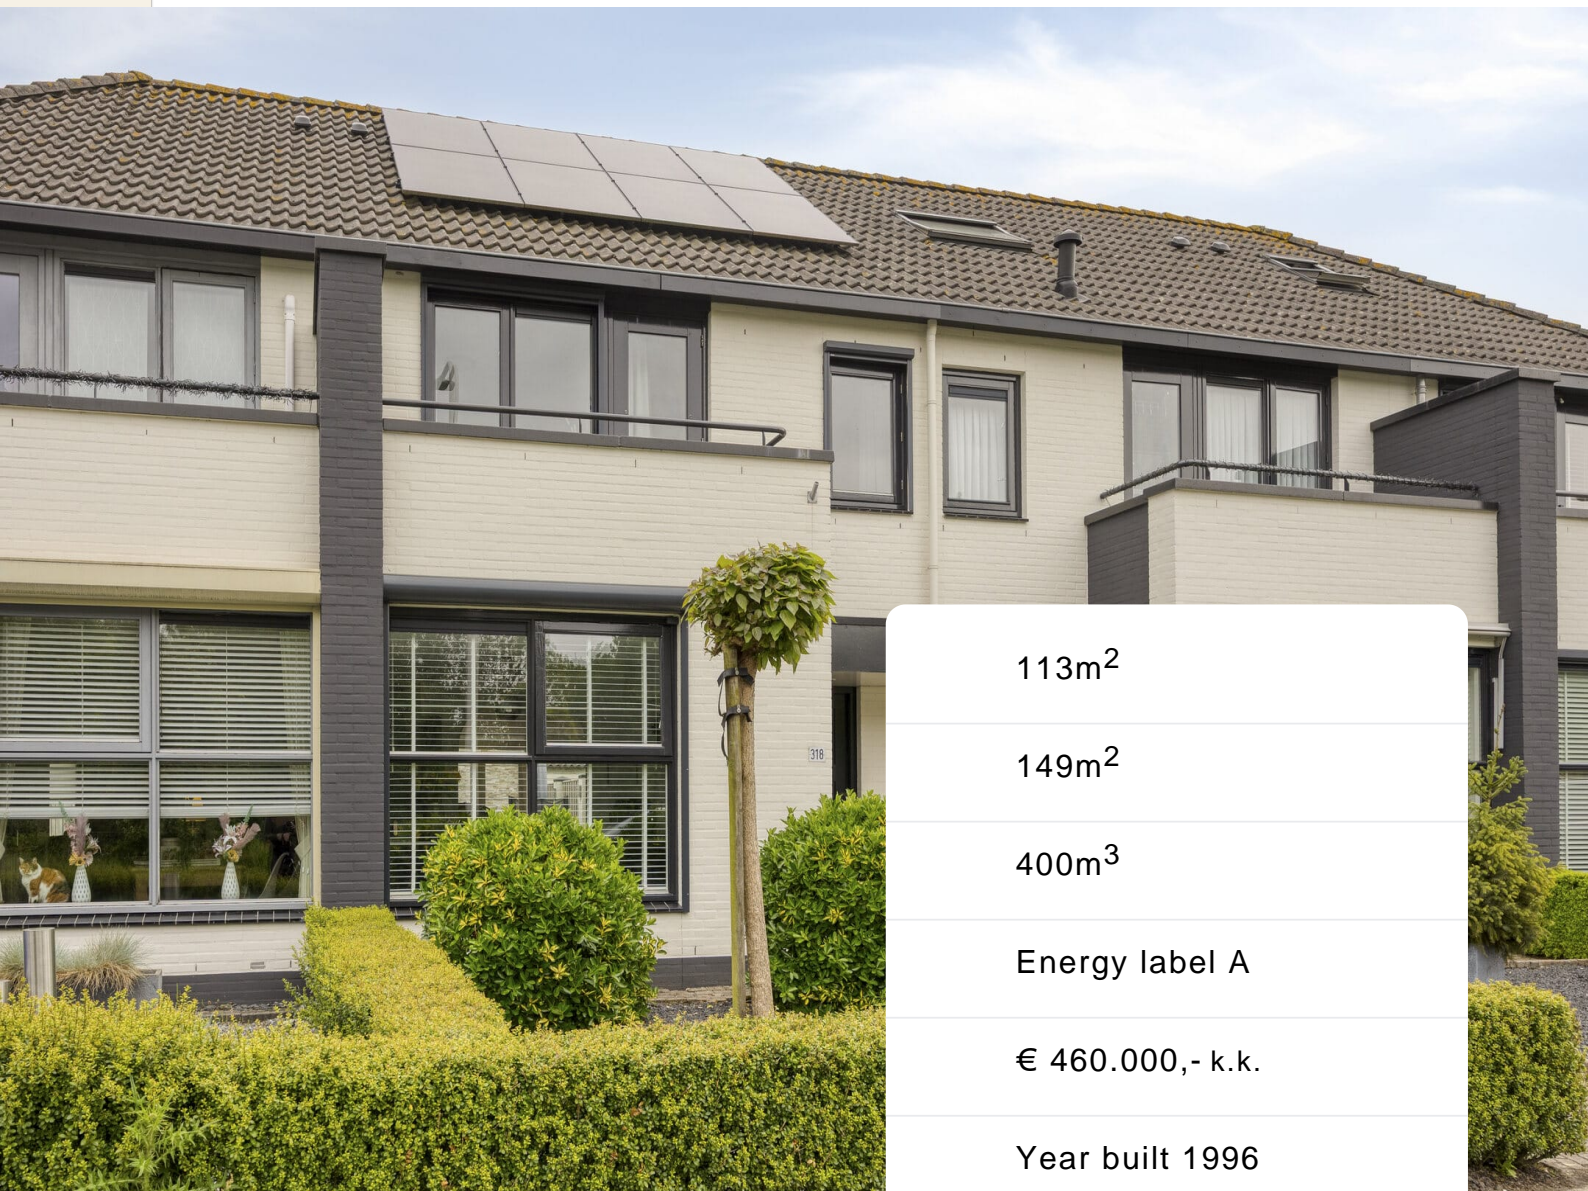 318
113m²
149m²
400m³
Energy label A
€ 460.000,- k.k.
Year built 1996